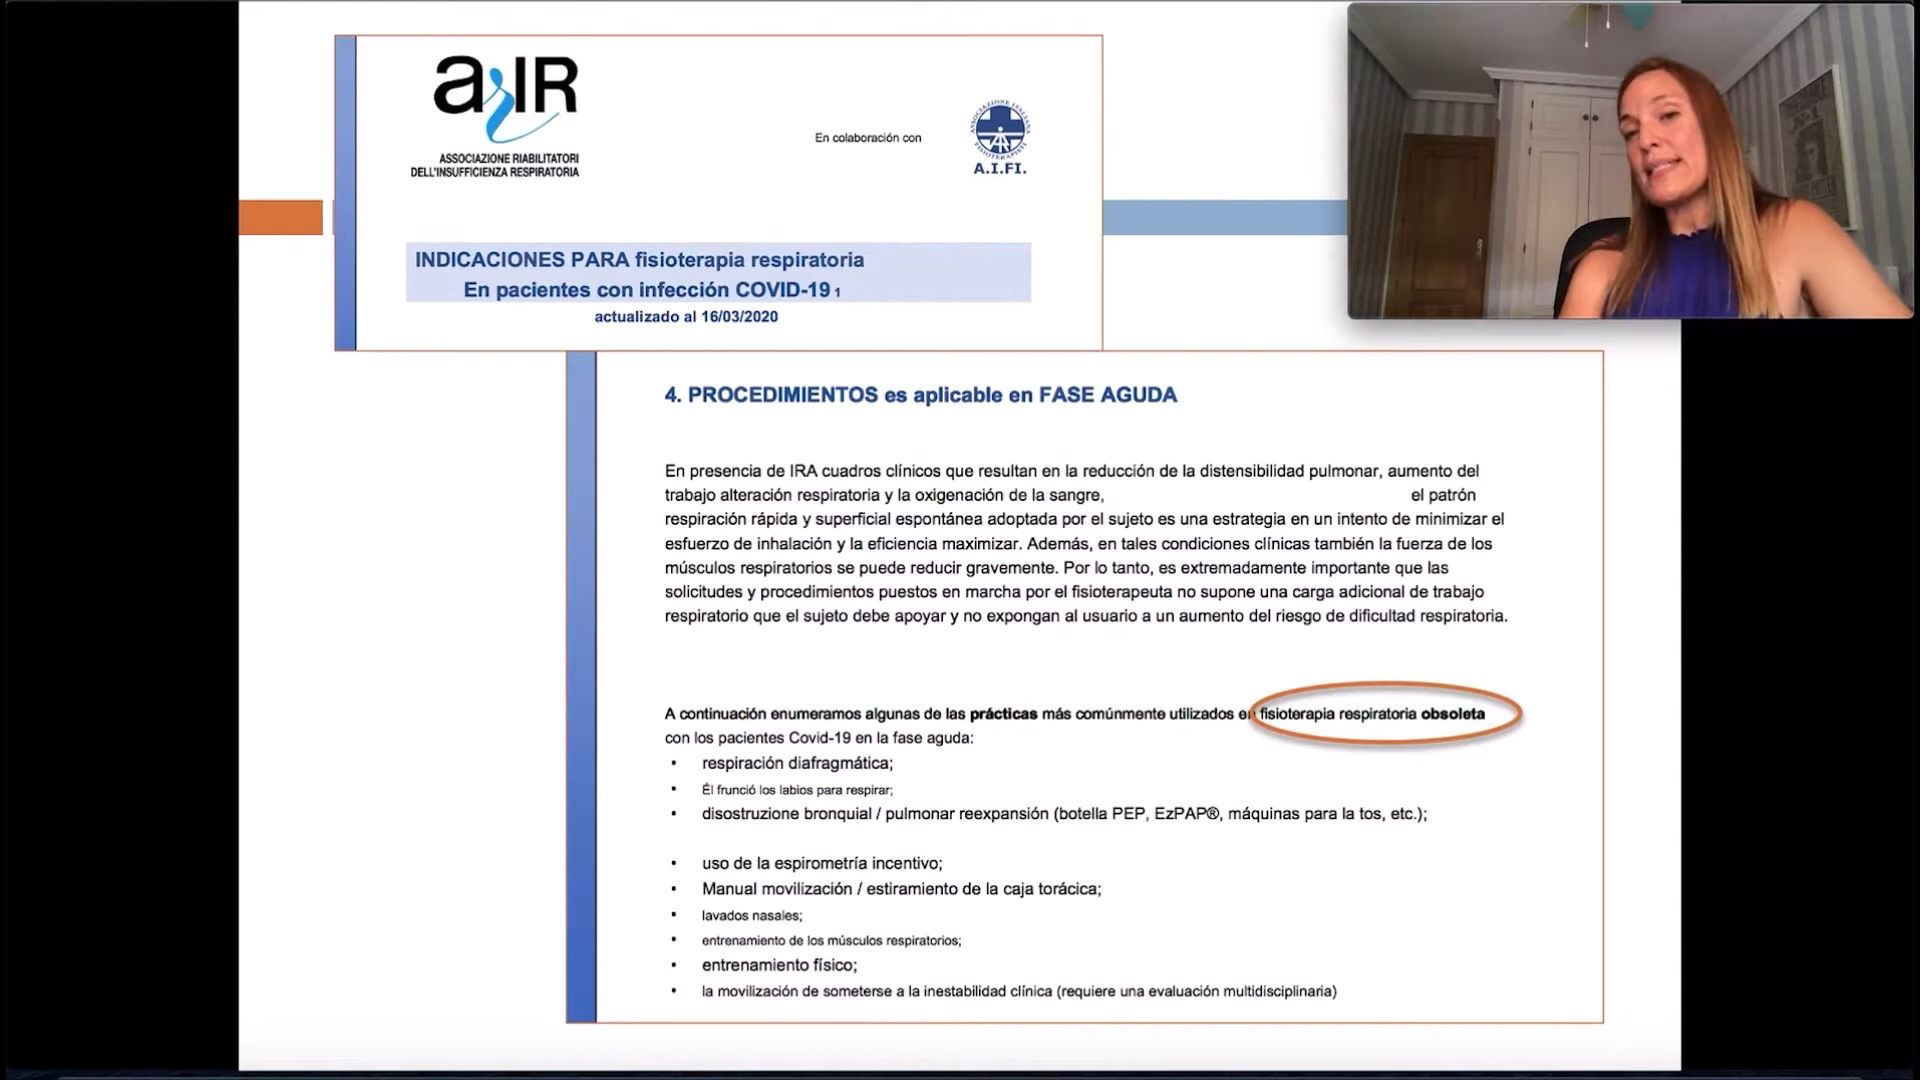 aIR
ASSOCIAZIONE RIABILITATORI
DELL'INSUFFICIENZA RESPIRATORIA
En colaboración con
ASSOCIAZIONE ITALIANA
FISIOTERAPISTI
A.I.FI.
INDICACIONES PARA fisioterapia respiratoria
En pacientes con infección COVID-19 1
actualizado al 16/03/2020
4. PROCEDIMIENTOS es aplicable en FASE AGUDA
En presencia de IRA cuadros clínicos que resultan en la reducción de la distensibilidad pulmonar, aumento del
trabajo alteración respiratoria y la oxigenación de la sangre, el patrón
respiración rápida y superficial espontánea adoptada por el sujeto es una estrategia en un intento de minimizar el
esfuerzo de inhalación y la eficiencia maximizar. Además, en tales condiciones clínicas también la fuerza de los
músculos respiratorios se puede reducir gravemente. Por lo tanto, es extremadamente importante que las
solicitudes y procedimientos puestos en marcha por el fisioterapeuta no supone una carga adicional de trabajo
respiratorio que el sujeto debe apoyar y no expongan al usuario a un aumento del riesgo de dificultad respiratoria.
A continuación enumeramos algunas de las prácticas más comúnmente utilizados en fisioterapia respiratoria obsoleta
con los pacientes Covid-19 en la fase aguda:
• respiración diafragmática;
• Él frunció los labios para respirar;
• disostruzione bronquial / pulmonar reexpansión (botella PEP, EzPAP®, máquinas para la tos, etc.);
• uso de la espirometría incentivo;
• Manual movilización / estiramiento de la caja torácica;
• lavados nasales;
• entrenamiento de los músculos respiratorios;
• entrenamiento físico;
• la movilización de someterse a la inestabilidad clínica (requiere una evaluación multidisciplinaria)